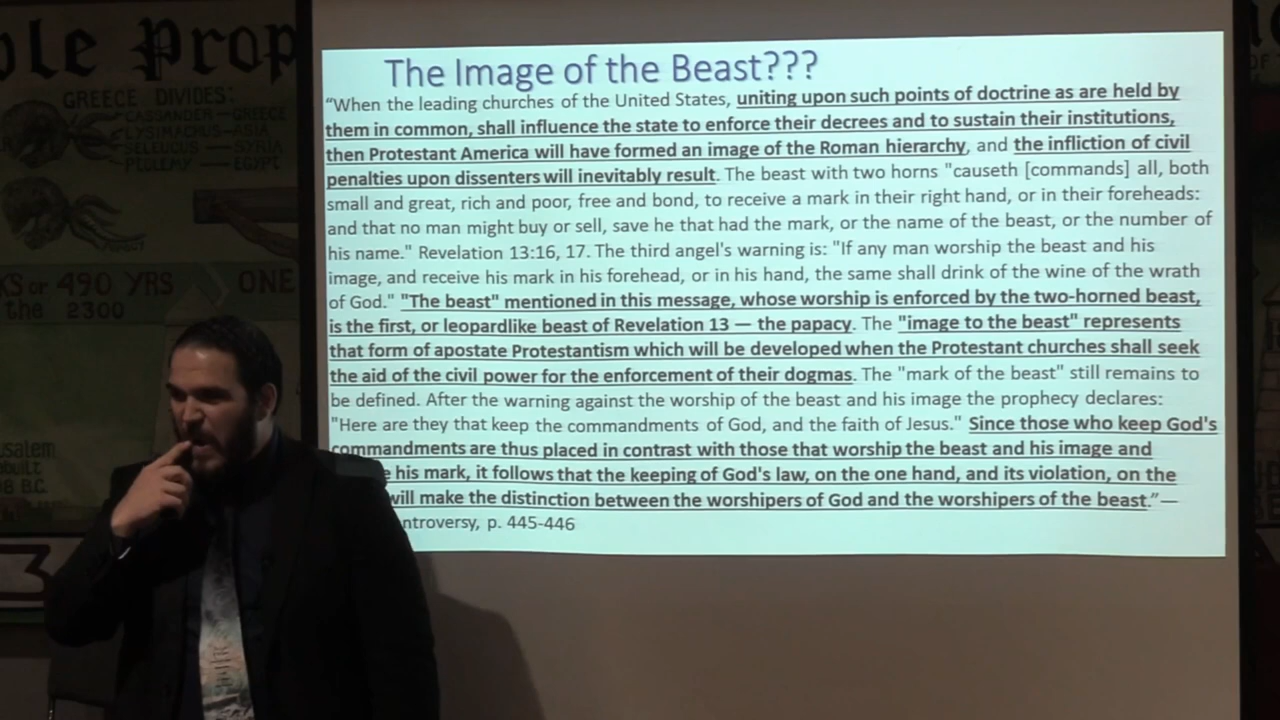 ble Prop
GREECE DIVIDES:
CASSANDER — GREECE
LYSIMACHUS — ASIA
SELEUCUS — SYRIA
PTOLEMY — EGYPT
KS or 490 YRS
ONE
the 2300
usalem
B.C.
3
The Image of the Beast???
“When the leading churches of the United States, uniting upon such points of doctrine as are held by
them in common, shall influence the state to enforce their decrees and to sustain their institutions,
then Protestant America will have formed an image of the Roman hierarchy, and the infliction of civil
penalties upon dissenters will inevitably result. The beast with two horns "causeth [commands] all, both
small and great, rich and poor, free and bond, to receive a mark in their right hand, or in their foreheads:
and that no man might buy or sell, save he that had the mark, or the name of the beast, or the number of
his name." Revelation 13:16, 17. The third angel's warning is: "If any man worship the beast and his
image, and receive his mark in his forehead, or in his hand, the same shall drink of the wine of the wrath
of God." "The beast" mentioned in this message, whose worship is enforced by the two-horned beast,
is the first, or leopardlike beast of Revelation 13 — the papacy. The "image to the beast" represents
that form of apostate Protestantism which will be developed when the Protestant churches shall seek
the aid of the civil power for the enforcement of their dogmas. The "mark of the beast" still remains to
be defined. After the warning against the worship of the beast and his image the prophecy declares:
"Here are they that keep the commandments of God, and the faith of Jesus." Since those who keep God's
commandments are thus placed in contrast with those that worship the beast and his image and
e his mark, it follows that the keeping of God's law, on the one hand, and its violation, on the
will make the distinction between the worshipers of God and the worshipers of the beast.”—
ntroversy, p. 445-446